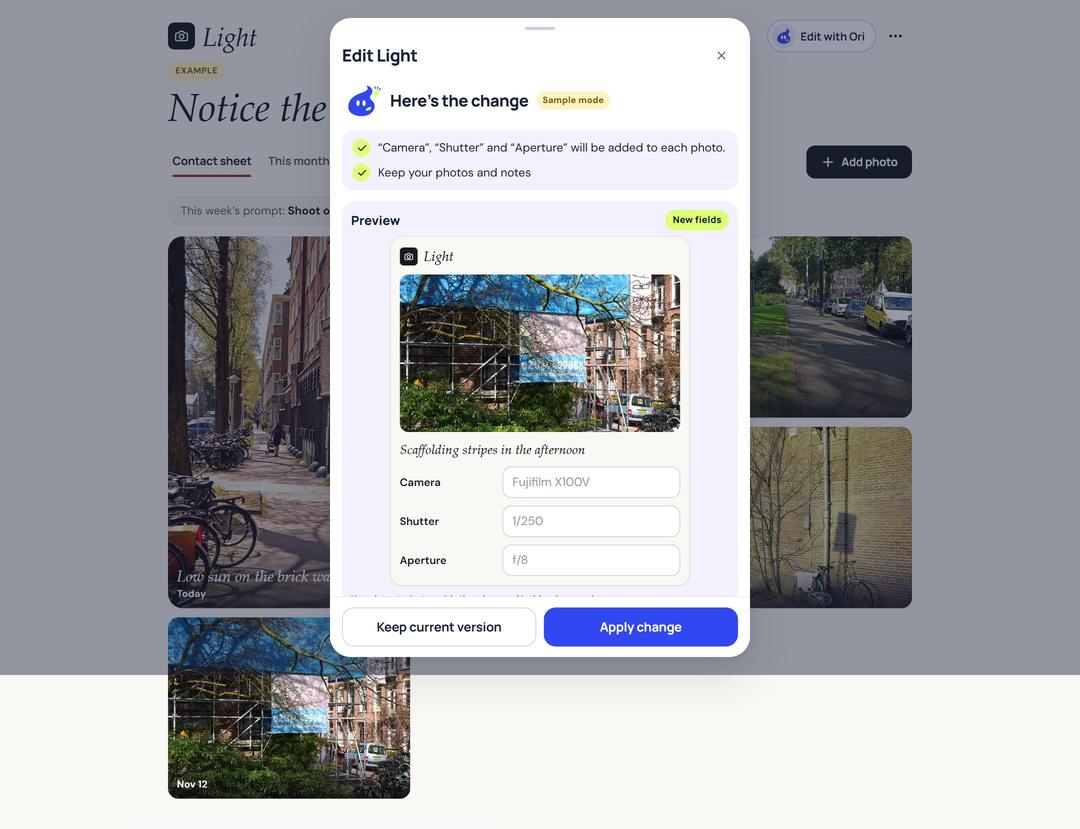 Light
Edit with Ori
EXAMPLE
Notice the
Contact sheet
This month
Add photo
This week's prompt: Shoot o
Low sun on the brick wa
Today
Nov 12
Edit Light
Here's the change
Sample mode
“Camera”, “Shutter” and “Aperture” will be added to each photo.
Keep your photos and notes
Preview
New fields
Light
Scaffolding stripes in the afternoon
Camera
Fujifilm X100V
Shutter
1/250
Aperture
f/8
Keep current version
Apply change